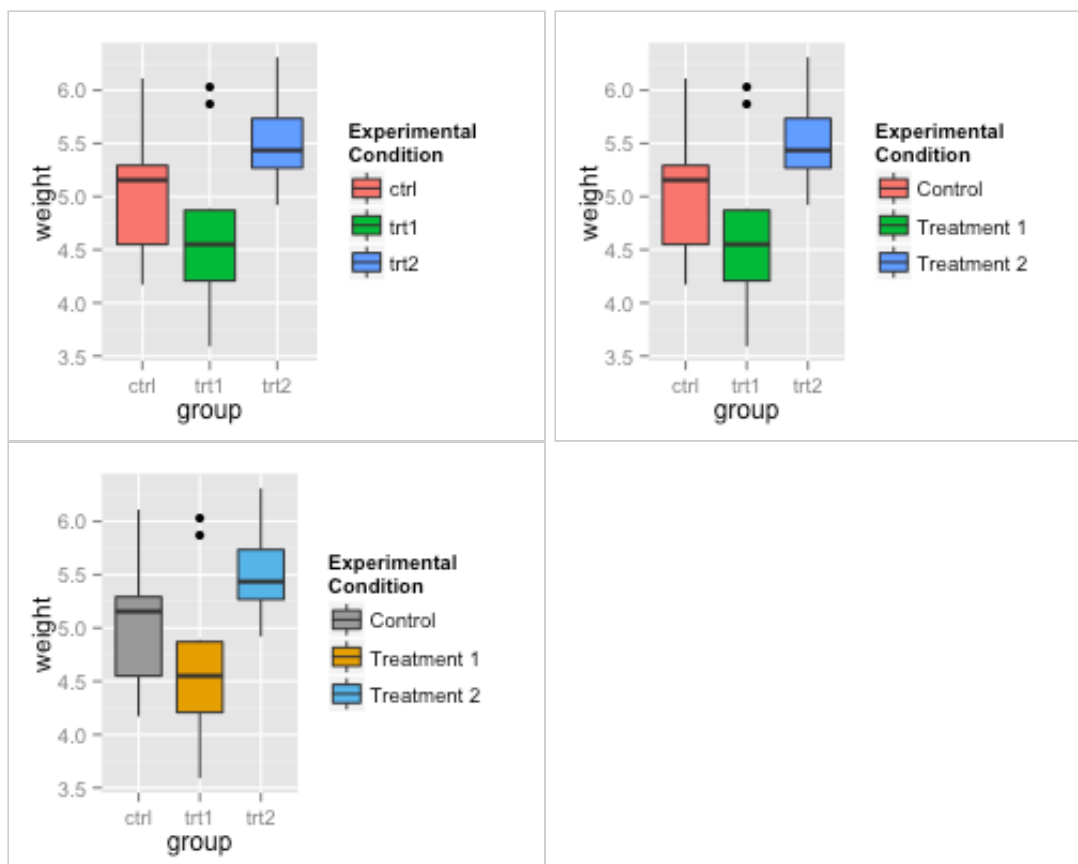 6.0
5.5
5.0
4.5
4.0
3.5
weight
ctrl trt1 trt2
group
Experimental
Condition
ctrl
trt1
trt2
6.0
5.5
5.0
4.5
4.0
3.5
weight
ctrl trt1 trt2
group
Experimental
Condition
Control
Treatment 1
Treatment 2
6.0
5.5
5.0
4.5
4.0
3.5
weight
ctrl trt1 trt2
group
Experimental
Condition
Control
Treatment 1
Treatment 2